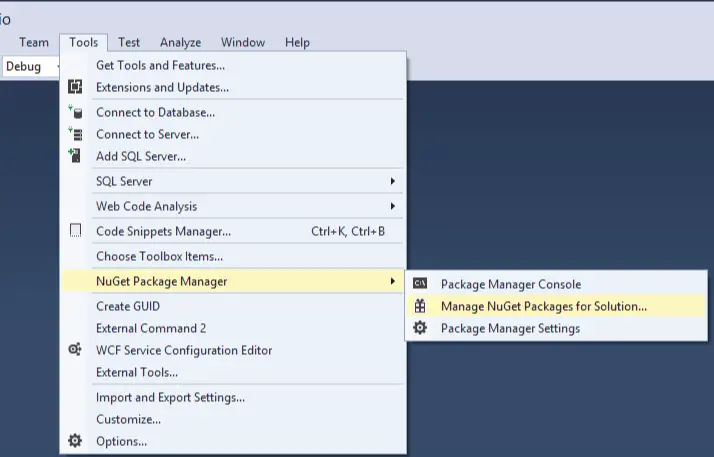 io
Team Tools Test Analyze Window Help
Debug
Get Tools and Features...
Extensions and Updates...
Connect to Database...
Connect to Server...
Add SQL Server...
SQL Server
Web Code Analysis
Code Snippets Manager... Ctrl+K, Ctrl+B
Choose Toolbox Items...
NuGet Package Manager
Package Manager Console
Manage NuGet Packages for Solution...
Package Manager Settings
Create GUID
External Command 2
WCF Service Configuration Editor
External Tools...
Import and Export Settings...
Customize...
Options...